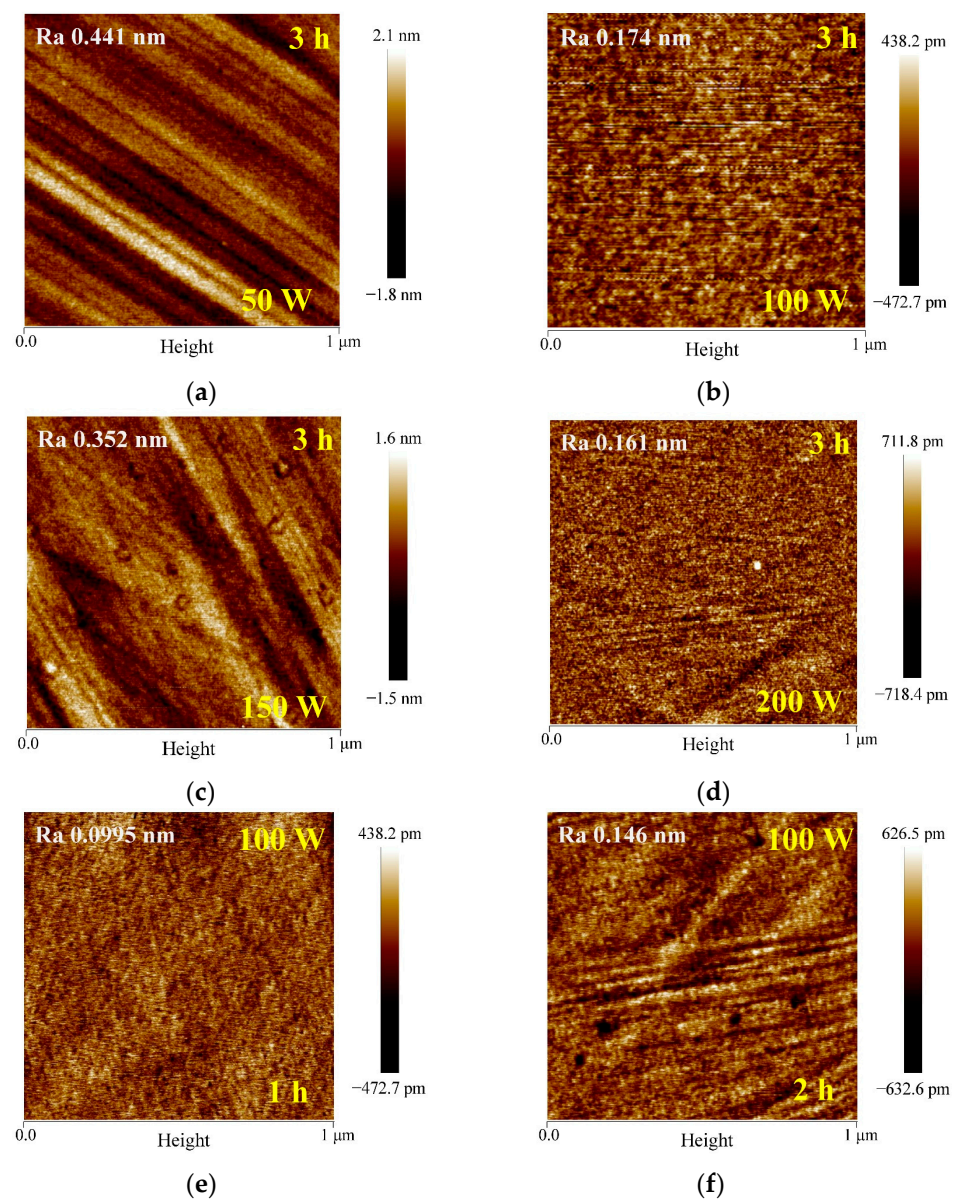 Ra 0.441 nm
3 h
2.1 nm
−1.8 nm
50 W
0.0
1 μm
Height
(a)
Ra 0.174 nm
3 h
438.2 pm
−472.7 pm
100 W
0.0
1 μm
Height
(b)
Ra 0.352 nm
3 h
1.6 nm
−1.5 nm
150 W
0.0
1 μm
Height
(c)
Ra 0.161 nm
3 h
711.8 pm
−718.4 pm
200 W
0.0
1 μm
Height
(d)
Ra 0.0995 nm
100 W
438.2 pm
−472.7 pm
1 h
0.0
1 μm
Height
(e)
Ra 0.146 nm
100 W
626.5 pm
−632.6 pm
2 h
0.0
1 μm
Height
(f)